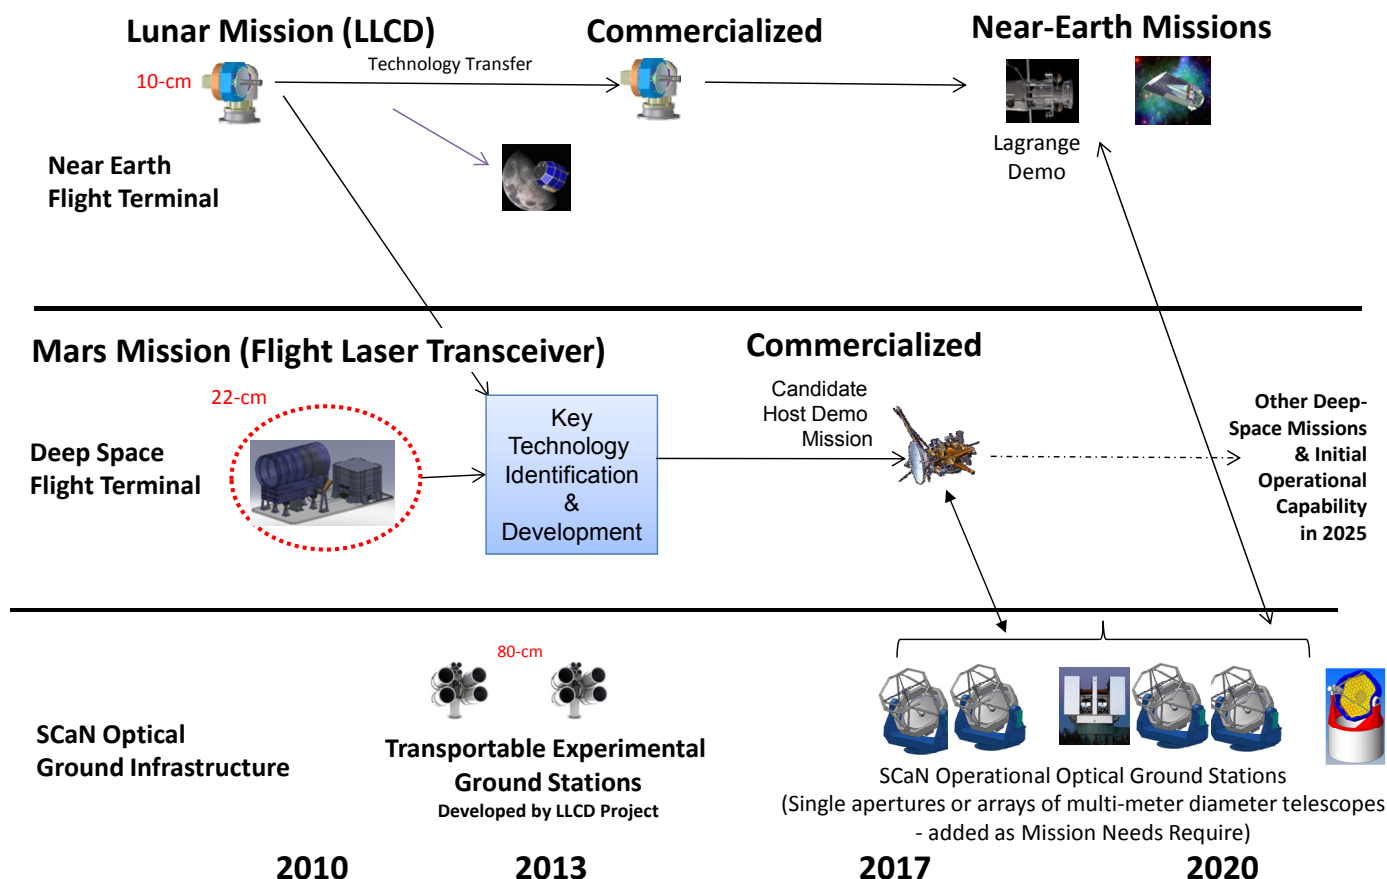 Lunar Mission (LLCD)
Commercialized
Near-Earth Missions
Technology Transfer
10-cm
Lagrange
Demo
Near Earth
Flight Terminal
Mars Mission (Flight Laser Transceiver)
Commercialized
22-cm
Key
Technology
Identification
&
Development
Candidate
Host Demo
Mission
Other Deep-
Space Missions
& Initial
Operational
Capability
in 2025
Deep Space
Flight Terminal
80-cm
SCaN Optical
Ground Infrastructure
Transportable Experimental
Ground Stations
Developed by LLCD Project
SCaN Operational Optical Ground Stations
(Single apertures or arrays of multi-meter diameter telescopes
- added as Mission Needs Require)
2010
2013
2017
2020